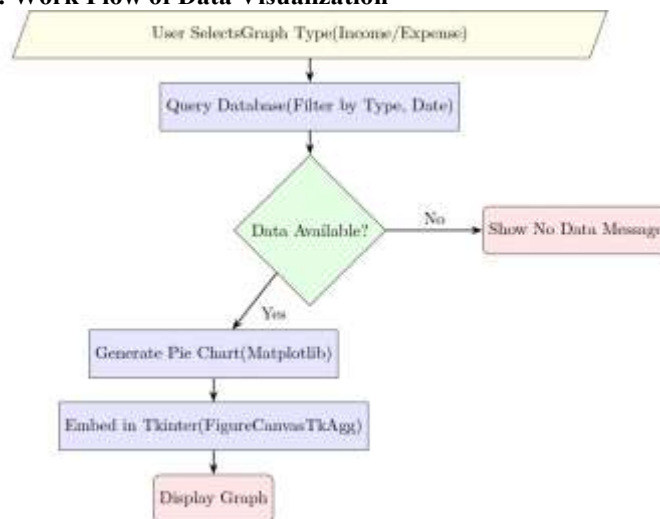 . Work Flow of Data Visualization
User SelectsGraph Type(Income/Expense)
Query Database(Filter by Type, Date)
Data Available?
No
Show No Data Message
Yes
Generate Pie Chart(Matplotlib)
Embed in Tkinter(FigureCanvasTkAgg)
Display Graph